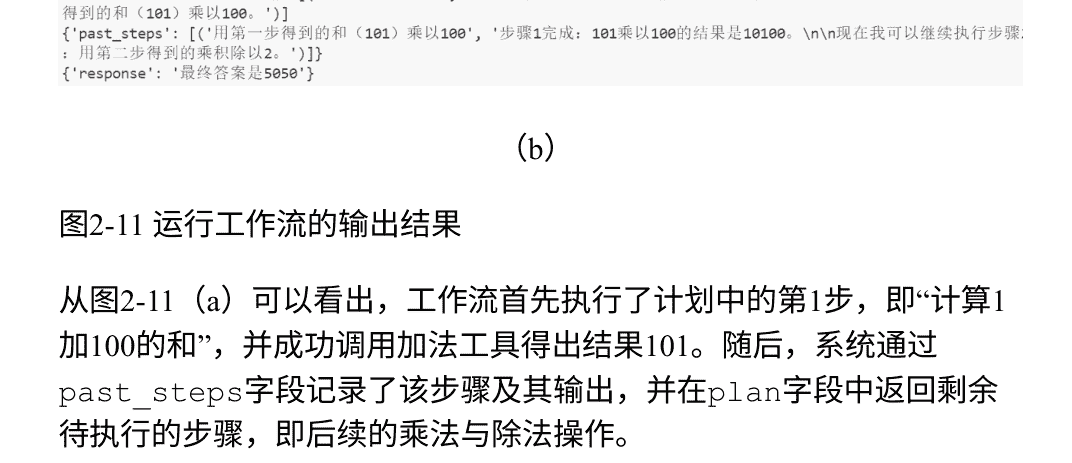 得到的和（101）乘以100。')]
{'past_steps': [('用第一步得到的和（101）乘以100', '步骤1完成：101乘以100的结果是10100。\n\n现在我可以继续执行步骤2
：用第二步得到的乘积除以2。')]}
{'response': '最终答案是5050'}
（b）
图2-11 运行工作流的输出结果
从图2-11（a）可以看出，工作流首先执行了计划中的第1步，即“计算1
加100的和”，并成功调用加法工具得出结果101。随后，系统通过
past_steps字段记录了该步骤及其输出，并在plan字段中返回剩余
待执行的步骤，即后续的乘法与除法操作。